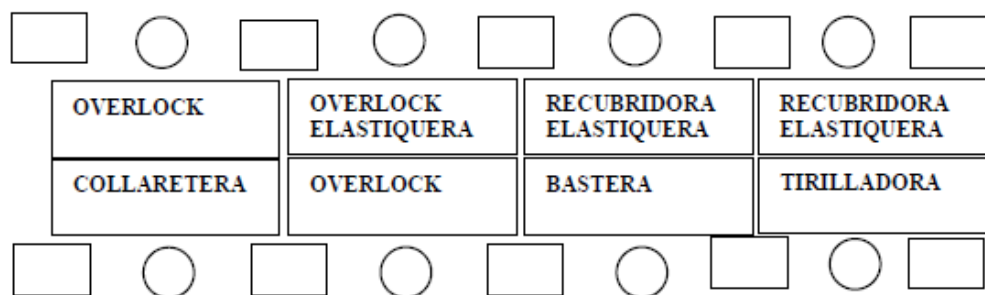 OVERLOCK
OVERLOCK
ELASTIQUERA
RECUBRIDORA
ELASTIQUERA
RECUBRIDORA
ELASTIQUERA
COLLARETERA
OVERLOCK
BASTERA
TIRILLADORA